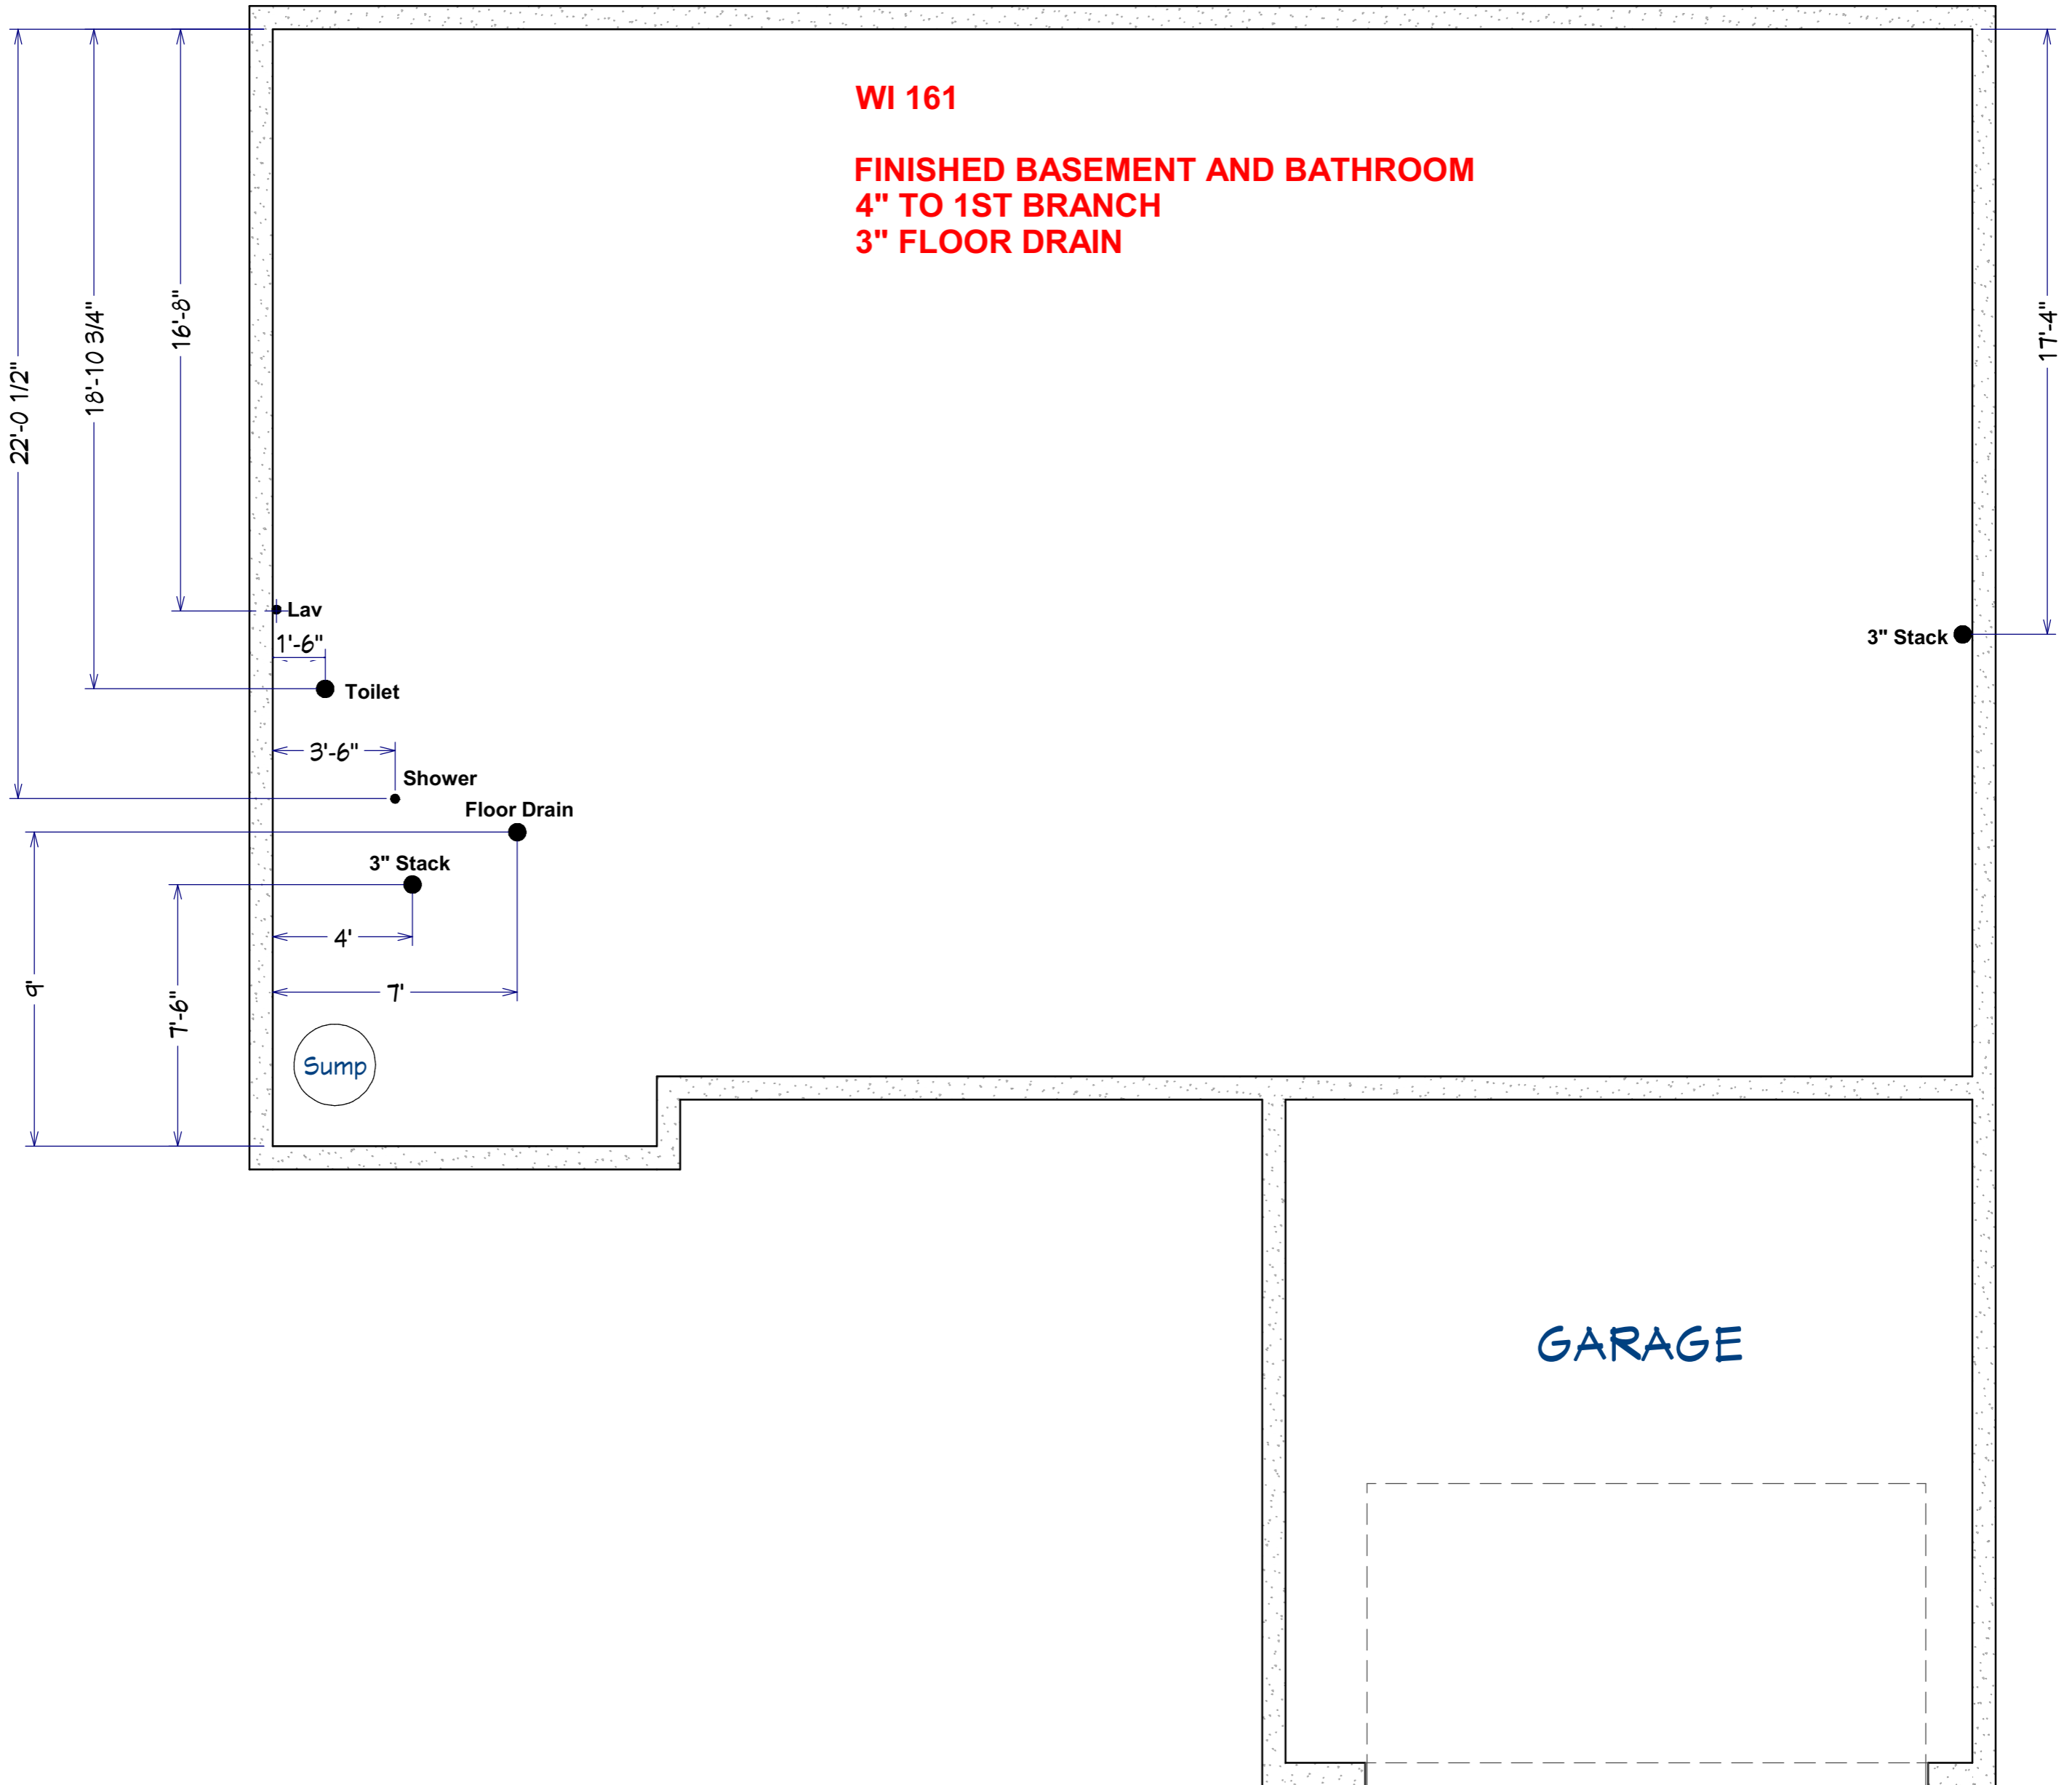 WI 161
FINISHED BASEMENT AND BATHROOM
4" TO 1ST BRANCH
3" FLOOR DRAIN
22'-0 1/2"
18'-10 3/4"
16'-8"
17'-4"
Lav
1'-6"
3" Stack
Toilet
3'-6"
Shower
Floor Drain
3" Stack
4'
7'
9'
7'-6"
Sump
GARAGE